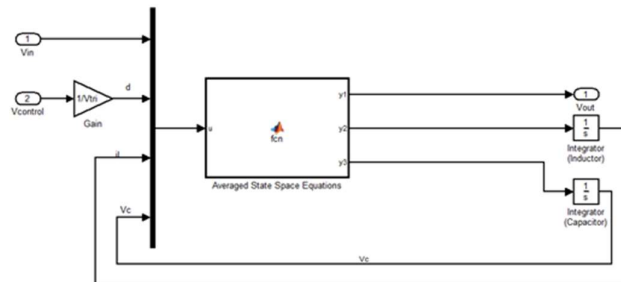 1
Vin
d
2
Vcontrol
1/Vtri
Gain
il
Vc
u
fcn
y1
y2
y3
Averaged State Space Equations
1
Vout
1
s
Integrator
(Inductor)
1
s
Integrator
(Capacitor)
Vc